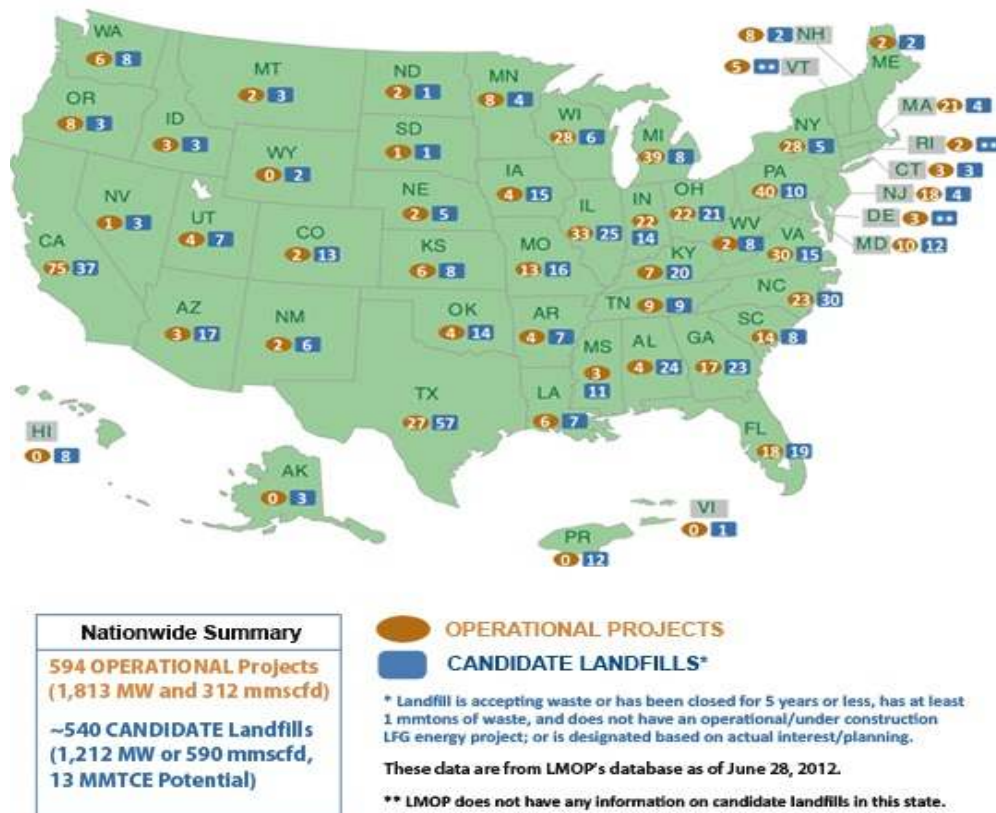 WA
6 8
OR
8 3
CA
75 37
NV
1 3
ID
3 3
MT
2 3
WY
0 2
UT
4 7
CO
2 13
AZ
3 17
NM
2 6
ND
2 1
SD
1 1
NE
2 5
KS
6 8
OK
4 14
TX
27 57
MN
8 4
IA
4 15
MO
13 16
AR
4 7
LA
6 7
WI
28 6
IL
33 25
MI
39 8
IN
22
14
OH
22 21
KY
7 20
TN 9 9
MS
3
11
AL
4 24
GA
17 23
FL
18 19
SC
14 8
NC
23 30
VA
30 15
WV
2 8
PA
40 10
NY
28 5
8 2 NH
5 ** VT
2 2
ME
MA 21 4
RI 2 **
CT 3 3
NJ 18 4
DE 3 **
MD 10 12
HI
0 8
AK
0 3
PR
0 12
VI
0 1
Nationwide Summary
594 OPERATIONAL Projects
(1,813 MW and 312 mmscfd)
~540 CANDIDATE Landfills
(1,212 MW or 590 mmscfd,
13 MMTCE Potential)
OPERATIONAL PROJECTS
CANDIDATE LANDFILLS*
* Landfill is accepting waste or has been closed for 5 years or less, has at least
1 mmtons of waste, and does not have an operational/under construction
LFG energy project; or is designated based on actual interest/planning.
These data are from LMOP's database as of June 28, 2012.
** LMOP does not have any information on candidate landfills in this state.